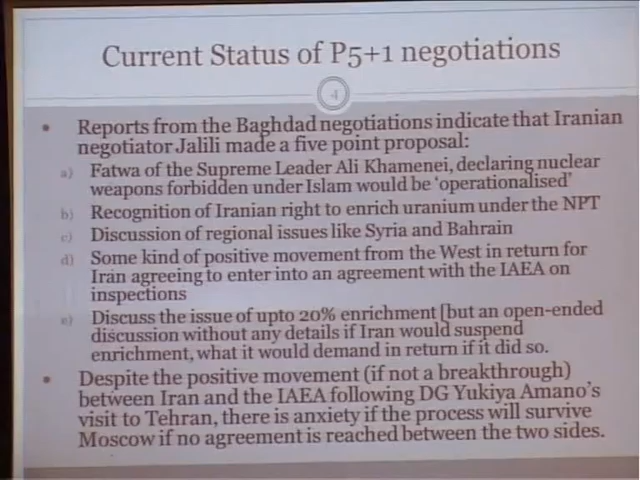 Current Status of P5+1 negotiations
4
• Reports from the Baghdad negotiations indicate that Iranian
negotiator Jalili made a five point proposal:
a) Fatwa of the Supreme Leader Ali Khamenei, declaring nuclear
weapons forbidden under Islam would be 'operationalised'
b) Recognition of Iranian right to enrich uranium under the NPT
c) Discussion of regional issues like Syria and Bahrain
d) Some kind of positive movement from the West in return for
Iran agreeing to enter into an agreement with the IAEA on
inspections
e) Discuss the issue of upto 20% enrichment [but an open-ended
discussion without any details if Iran would suspend
enrichment, what it would demand in return if it did so.
• Despite the positive movement (if not a breakthrough)
between Iran and the IAEA following DG Yukiya Amano's
visit to Tehran, there is anxiety if the process will survive
Moscow if no agreement is reached between the two sides.